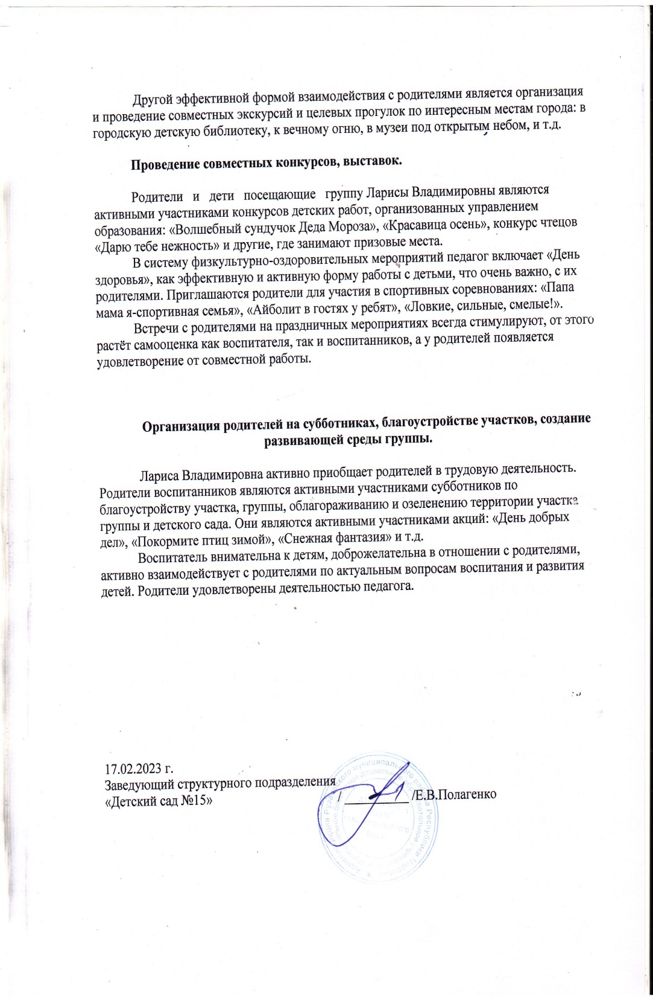 Другой эффективной формой взаимодействия с родителями является организация
и проведение совместных экскурсий и целевых прогулок по интересным местам города: в
городскую детскую библиотеку, к вечному огню, в музеи под открытым небом, и т.д.
Проведение совместных конкурсов, выставок.
Родители и дети посещающие группу Ларисы Владимировны являются
активными участниками конкурсов детских работ, организованных управлением
образования: «Волшебный сундучок Деда Мороза», «Красавица осень», конкурс чтецов
«Дарю тебе нежность» и другие, где занимают призовые места.
В систему физкультурно-оздоровительных мероприятий педагог включает «День
здоровья», как эффективную и активную форму работы с детьми, что очень важно, с их
родителями. Приглашаются родители для участия в спортивных соревнованиях: «Папа
мама я-спортивная семья», «Айболит в гостях у ребят», «Ловкие, сильные, смелые!».
Встречи с родителями на праздничных мероприятиях всегда стимулируют, от этого
растёт самооценка как воспитателя, так и воспитанников, а у родителей появляется
удовлетворение от совместной работы.
Организация родителей на субботниках, благоустройстве участков, создание
развивающей среды группы.
Лариса Владимировна активно приобщает родителей в трудовую деятельность.
Родители воспитанников являются активными участниками субботников по
благоустройству участка, группы, облагораживанию и озеленению территории участка
группы и детского сада. Они являются активными участниками акций: «День добрых
дел», «Покормите птиц зимой», «Снежная фантазия» и т.д.
Воспитатель внимательна к детям, доброжелательна в отношении с родителями,
активно взаимодействует с родителями по актуальным вопросам воспитания и развития
детей. Родители удовлетворены деятельностью педагога.
17.02.2023 г.
Заведующий структурного подразделения
«Детский сад №15» / /Е.В.Полагенко
муниципального района Республики